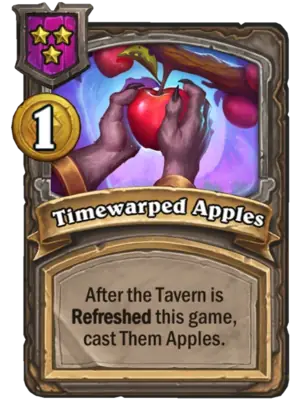 1
Timewarped Apples
After the Tavern is
Refreshed this game,
cast Them Apples.